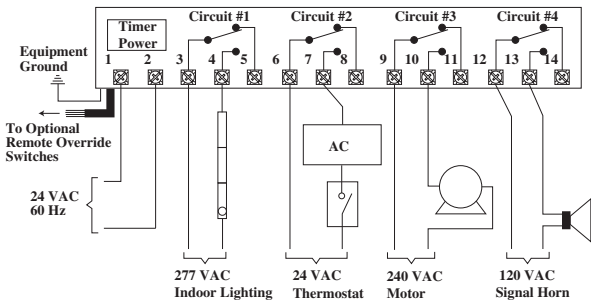 Timer
Power
Circuit #1
Circuit #2
Circuit #3
Circuit #4
Equipment
Ground
1 2 3 4 5 6 7 8 9 10 11 12 13 14
To Optional
Remote Override
Switches
AC
24 VAC
60 Hz
277 VAC
Indoor Lighting
24 VAC
Thermostat
240 VAC
Motor
120 VAC
Signal Horn